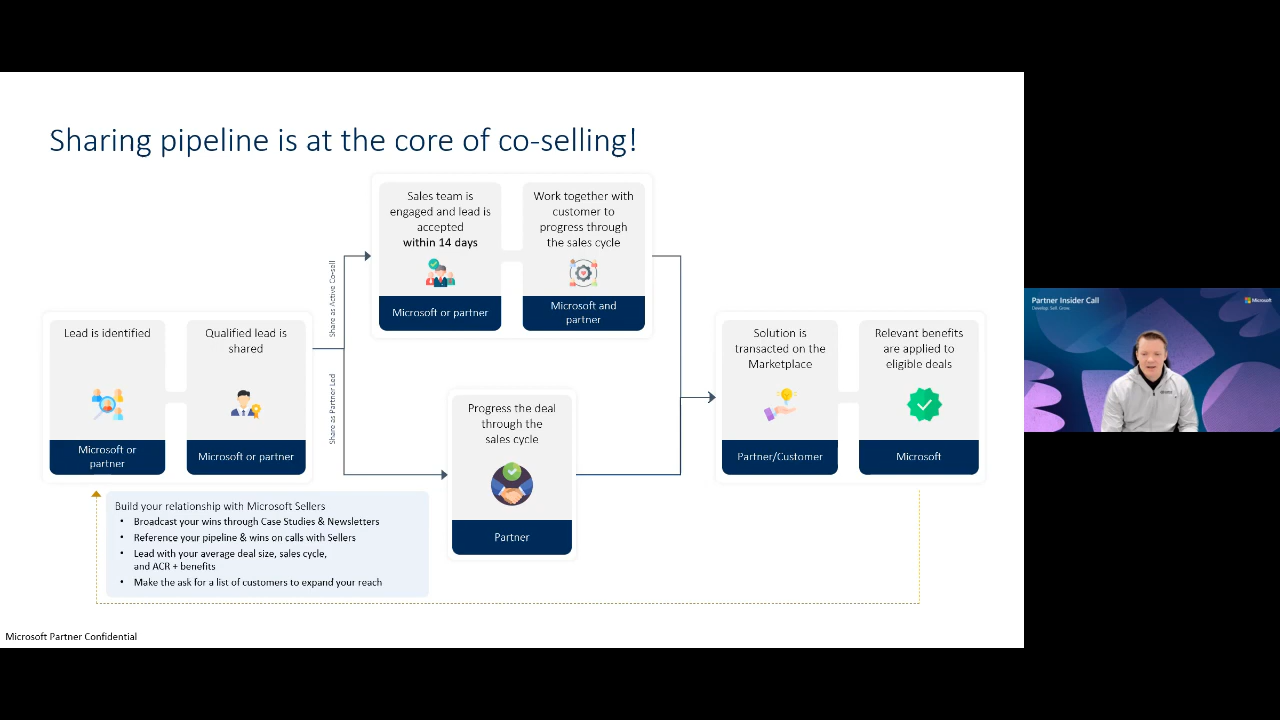 Sharing pipeline is at the core of co-selling!
Lead is identified
Microsoft or
partner
Qualified lead is
shared
Microsoft or partner
Share as Active Co-sell
Share as Partner Led
Sales team is
engaged and lead is
accepted
within 14 days
Microsoft or partner
Work together with
customer to
progress through
the sales cycle
Microsoft and
partner
Progress the deal
through the
sales cycle
Partner
Solution is
transacted on the
Marketplace
Partner/Customer
Relevant benefits
are applied to
eligible deals
Microsoft
Build your relationship with Microsoft Sellers
• Broadcast your wins through Case Studies & Newsletters
• Reference your pipeline & wins on calls with Sellers
• Lead with your average deal size, sales cycle,
and ACR + benefits
• Make the ask for a list of customers to expand your reach
Microsoft Partner Confidential
Partner Insider Call
Develop. Sell. Grow.
Microsoft